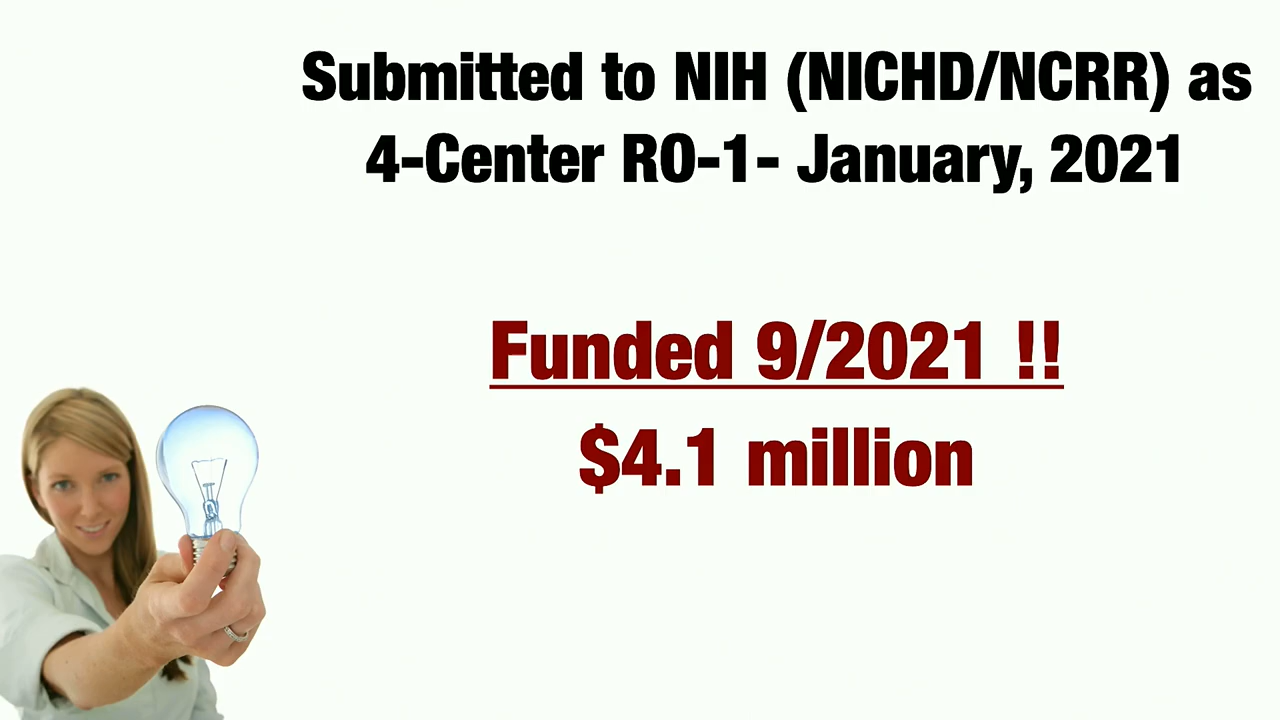 Submitted to NIH (NICHD/NCRR) as
4-Center RO-1- January, 2021
Funded 9/2021 !!
$4.1 million